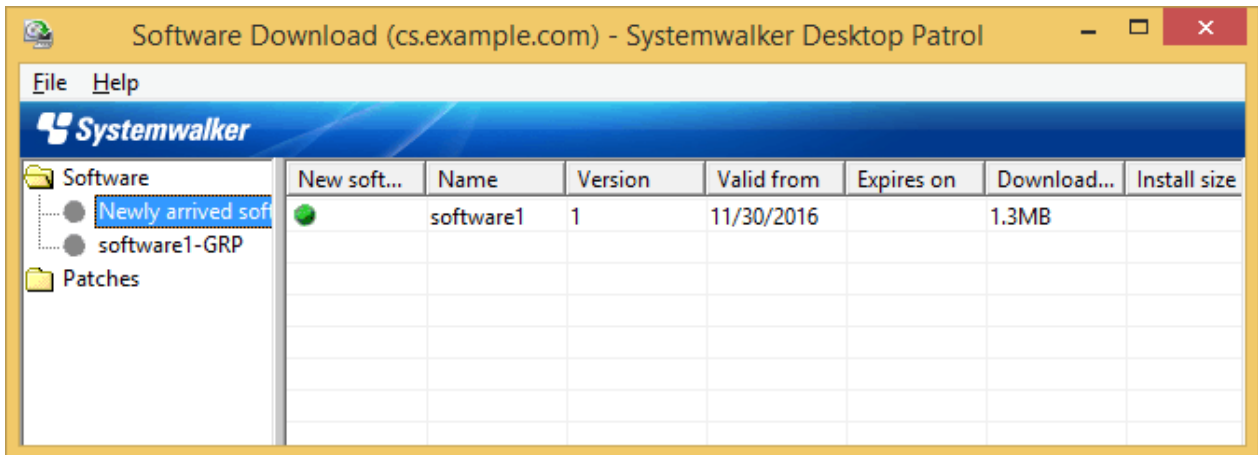 Software Download (cs.example.com) - Systemwalker Desktop Patrol
File Help
Systemwalker
Software
Newly arrived soft
software1-GRP
Patches
New soft... Name Version Valid from Expires on Download... Install size
software1 1 11/30/2016 1.3MB